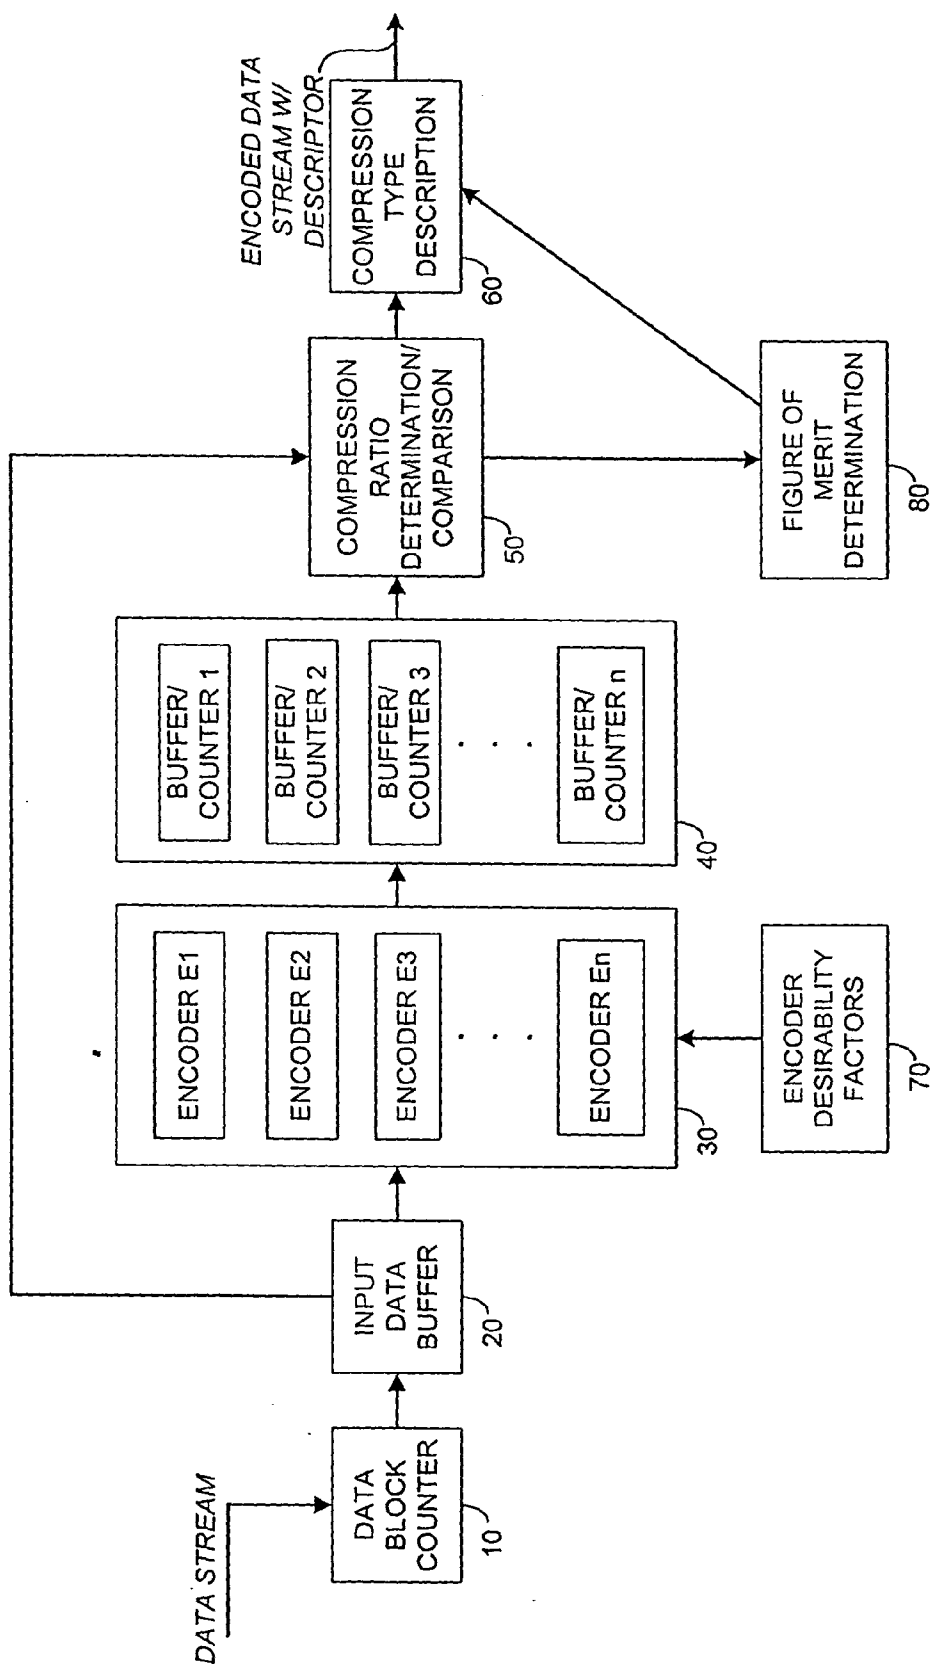 DATA STREAM
DATA
BLOCK
COUNTER
10
INPUT
DATA
BUFFER
20
ENCODER E1
ENCODER E2
ENCODER E3
. . .
ENCODER En
30
ENCODER
DESIRABILITY
FACTORS
70
BUFFER/
COUNTER 1
BUFFER/
COUNTER 2
BUFFER/
COUNTER 3
. . .
BUFFER/
COUNTER n
40
COMPRESSION
RATIO
DETERMINATION/
COMPARISON
50
FIGURE OF
MERIT
DETERMINATION
80
COMPRESSION
TYPE
DESCRIPTION
60
ENCODED DATA
STREAM W/
DESCRIPTOR